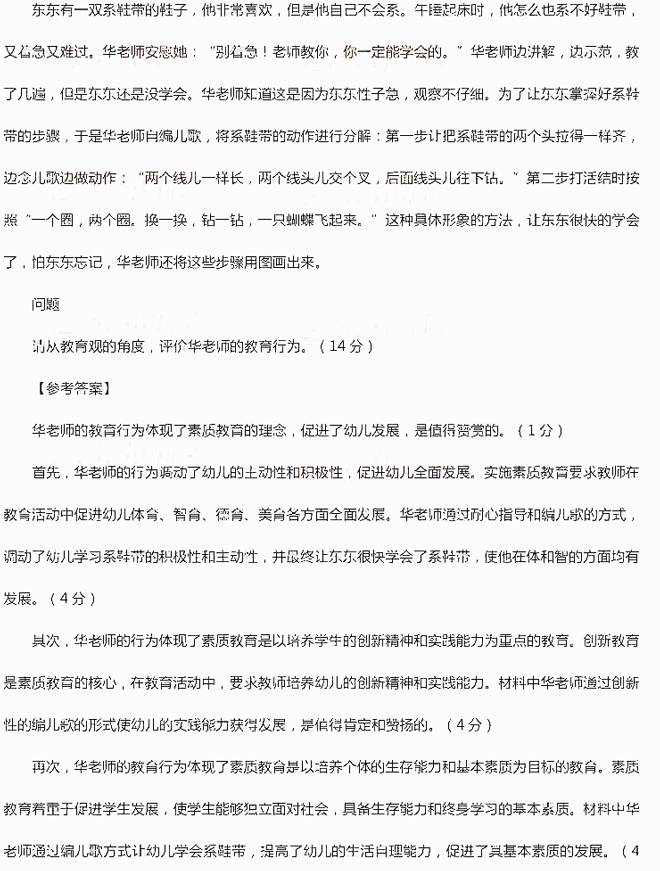 东东有一双系鞋带的鞋子，他非常喜欢，但是他自己不会系。午睡起床时，他怎么也系不好鞋带，
又着急又难过。华老师安慰她：“别着急！老师教你，你一定能学会的。”华老师边讲解，边示范，教
了几遍，但是东东还是没学会。华老师知道这是因为东东性子急，观察不仔细。为了让东东掌握好系鞋
带的步骤，于是华老师自编儿歌，将系鞋带的动作进行分解：第一步让把系鞋带的两个头拉得一样齐，
边念儿歌边做动作：“两个线儿一样长，两个线头儿交个叉，后面线头儿往下钻。”第二步打活结时按
照“一个圈，两个圈。换一换，钻一钻，一只蝴蝶飞起来。”这种具体形象的方法，让东东很快的学会
了，怕东东忘记，华老师还将这些步骤用图画出来。
问题
请从教育观的角度，评价华老师的教育行为。（14 分）
【参考答案】
华老师的教育行为体现了素质教育的理念，促进了幼儿发展，是值得赞赏的。（1 分）
首先，华老师的行为调动了幼儿的主动性和积极性，促进幼儿全面发展。实施素质教育要求教师在
教育活动中促进幼儿体育、智育、德育、美育各方面全面发展。华老师通过耐心指导和编儿歌的方式，
调动了幼儿学习系鞋带的积极性和主动性，并最终让东东很快学会了系鞋带，使他在体和智的方面均有
发展。（4 分）
其次，华老师的行为体现了素质教育是以培养学生的创新精神和实践能力为重点的教育。创新教育
是素质教育的核心，在教育活动中，要求教师培养幼儿的创新精神和实践能力。材料中华老师通过创新
性的编儿歌的形式使幼儿的实践能力获得发展，是值得肯定和赞扬的。（4 分）
再次，华老师的教育行为体现了素质教育是以培养个体的生存能力和基本素质为目标的教育。素质
教育着重于促进学生发展，使学生能够独立面对社会，具备生存能力和终身学习的基本素质。材料中华
老师通过编儿歌方式让幼儿学会系鞋带，提高了幼儿的生活自理能力，促进了其基本素质的发展。（4